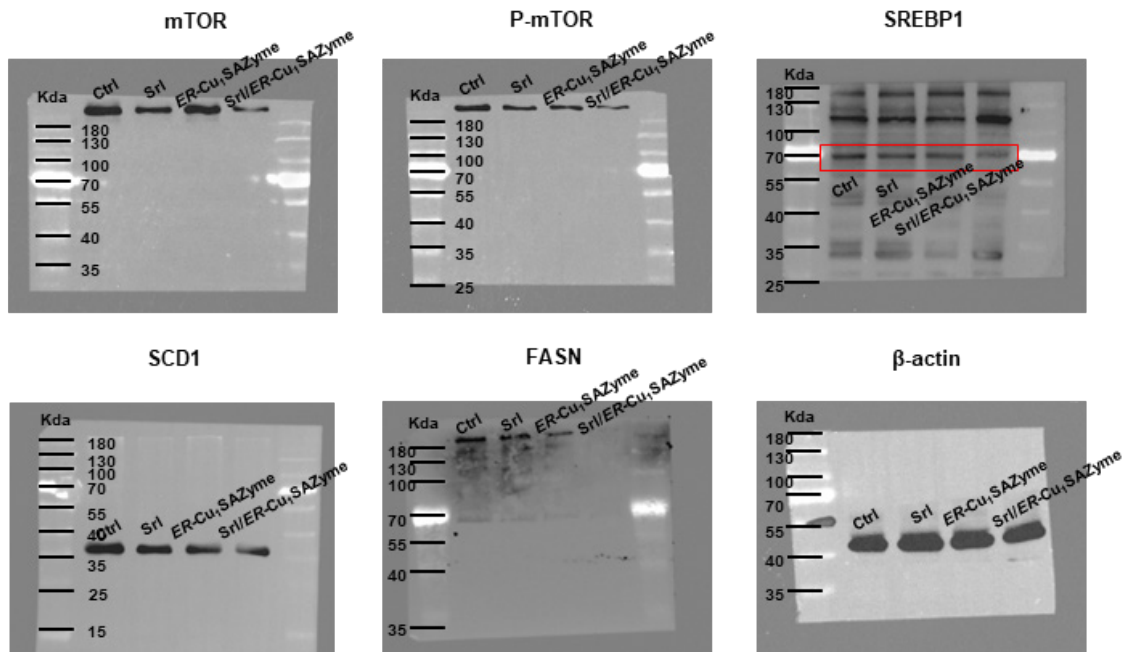 mTOR
Kda
Ctrl
Srl
ER-Cu₁SAZyme
Srl/ER-Cu₁SAZyme
180
130
100
70
55
40
35
P-mTOR
Kda
Ctrl
Srl
ER-Cu₁SAZyme
Srl/ER-Cu₁SAZyme
180
130
100
70
55
40
35
25
SREBP1
Kda
180
130
100
70
55
40
35
25
Ctrl
Srl
ER-Cu₁SAZyme
Srl/ER-Cu₁SAZyme
SCD1
Kda
180
130
100
70
55
40
35
25
15
Ctrl
Srl
ER-Cu₁SAZyme
Srl/ER-Cu₁SAZyme
FASN
Kda
Ctrl
Srl
ER-Cu₁SAZyme
Srl/ER-Cu₁SAZyme
180
130
100
70
55
40
35
β-actin
Kda
180
130
100
70
55
40
35
Ctrl
Srl
ER-Cu₁SAZyme
Srl/ER-Cu₁SAZyme